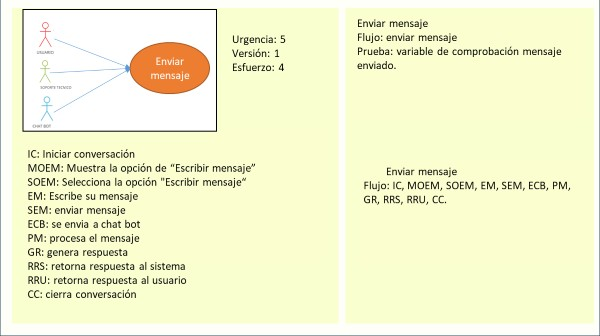 USUARIO
SOPORTE TECNICO
CHAT BOT
Enviar
mensaje
Urgencia: 5
Versión: 1
Esfuerzo: 4
IC: Iniciar conversación
MOEM: Muestra la opción de “Escribir mensaje”
SOEM: Selecciona la opción "Escribir mensaje“
EM: Escribe su mensaje
SEM: enviar mensaje
ECB: se envia a chat bot
PM: procesa el mensaje
GR: genera respuesta
RRS: retorna respuesta al sistema
RRU: retorna respuesta al usuario
CC: cierra conversación
Enviar mensaje
Flujo: enviar mensaje
Prueba: variable de comprobación mensaje
enviado.
Enviar mensaje
Flujo: IC, MOEM, SOEM, EM, SEM, ECB, PM,
GR, RRS, RRU, CC.